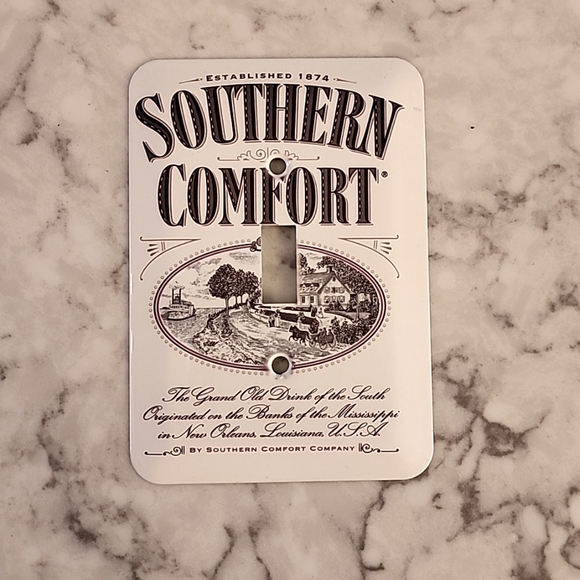 ESTABLISHED 1874
SOUTHERN
COMFORT®
The Grand Old Drink of the South
Originated on the Banks of the Mississippi
in New Orleans, Louisiana, U.S.A.
BY SOUTHERN COMFORT COMPANY